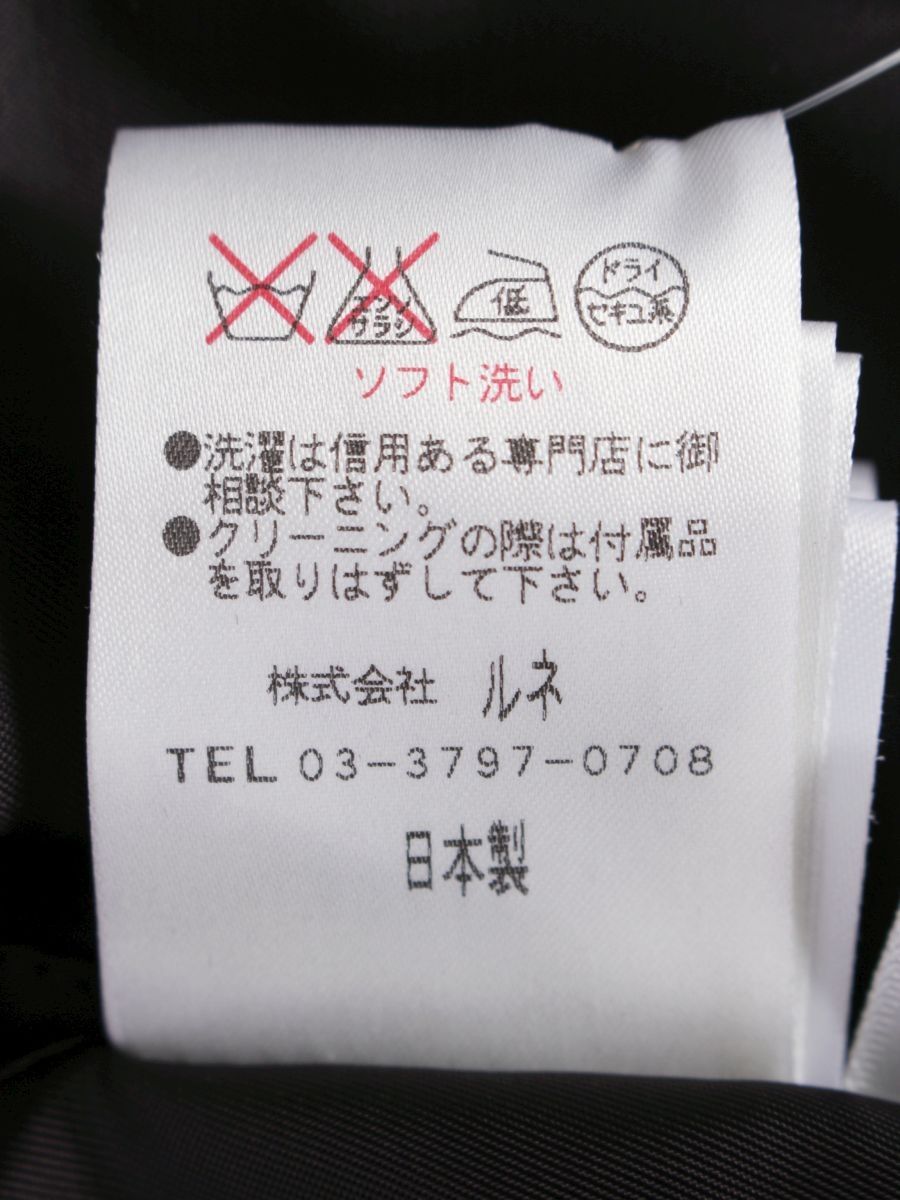 エンソ
サラシ
低
ドライ
セキユ系
ソフト洗い
●洗濯は信用ある専門店に御
相談下さい。
●クリーニングの際は付属品
を取りはずして下さい。
株式会社 ルネ
TEL 03-3797-0708
日本製